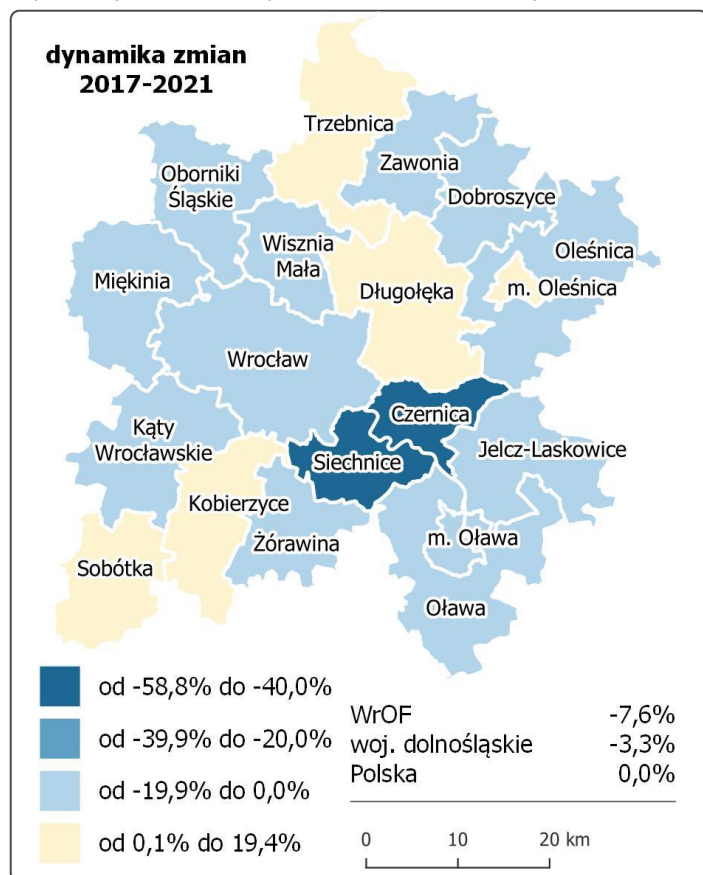 dynamika zmian
2017-2021
Trzebnica
Zawonia
Oborniki
Śląskie
Dobroszyce
Wisznia
Mała
Oleśnica
Miękinia
m. Oleśnica
Długołęka
Wrocław
Czernica
Kąty
Wrocławskie
Siechnice
Jelcz-Laskowice
Kobierzyce
Żórawina
m. Oława
Sobótka
Oława
od -58,8% do -40,0%
od -39,9% do -20,0%
od -19,9% do 0,0%
od 0,1% do 19,4%
WrOF -7,6%
woj. dolnośląskie -3,3%
Polska 0,0%
0 10 20 km